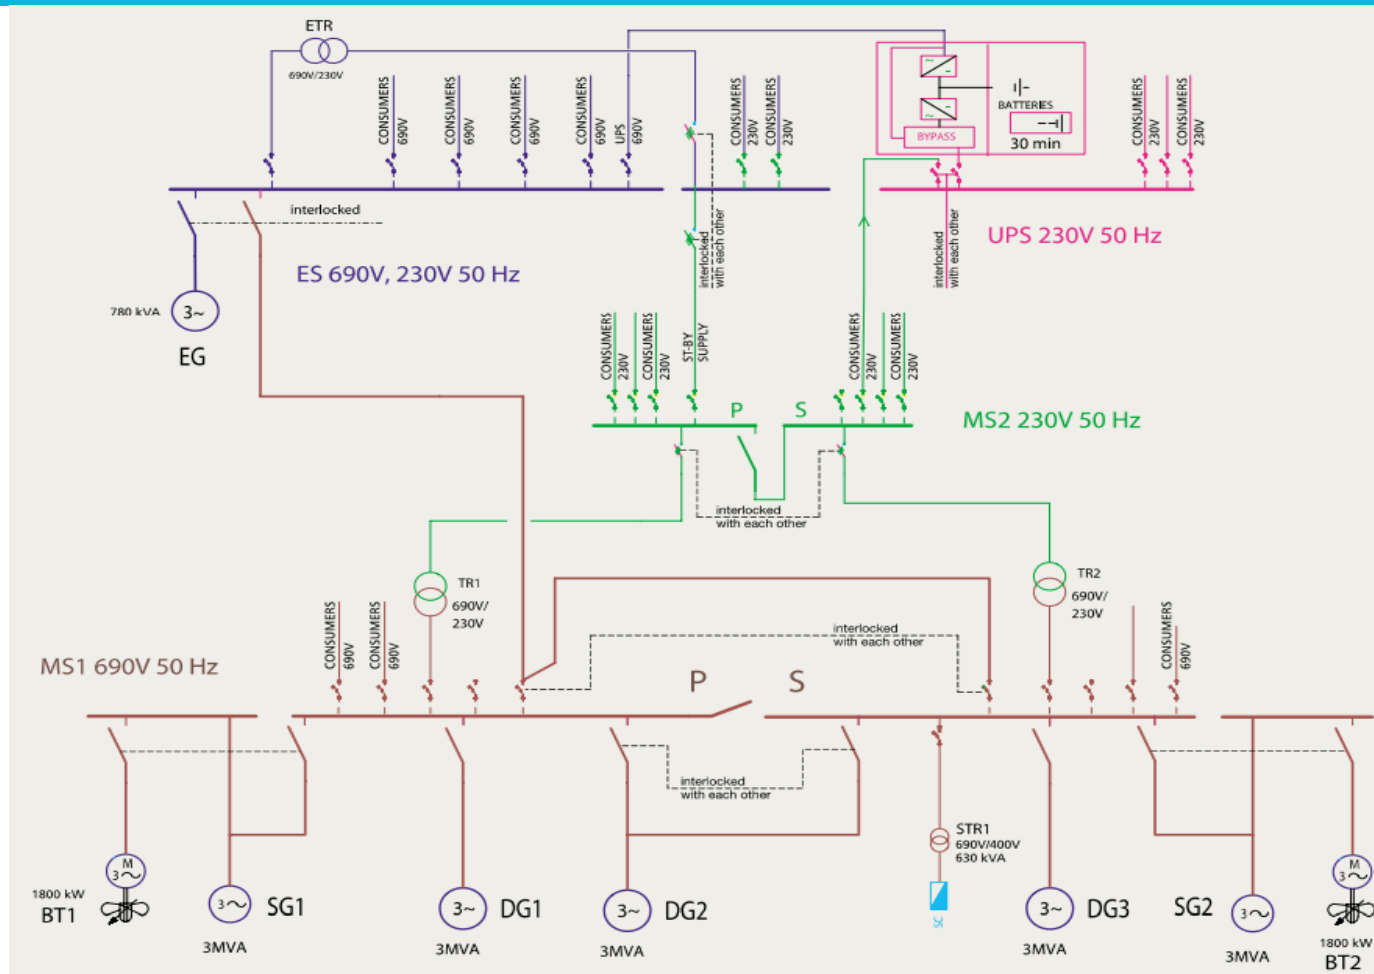 ETR
690V/230V
CONSUMERS
690V
CONSUMERS
690V
CONSUMERS
690V
CONSUMERS
690V
UPS
690V
CONSUMERS
230V
CONSUMERS
230V
BATTERIES
BYPASS
30 min
CONSUMERS
230V
CONSUMERS
230V
interlocked
interlocked
with each other
interlocked
with each other
UPS 230V 50 Hz
ES 690V, 230V 50 Hz
780 kVA
3~
EG
CONSUMERS
230V
CONSUMERS
230V
ST-BY
SUPPLY
CONSUMERS
230V
CONSUMERS
230V
P
S
MS2 230V 50 Hz
interlocked
with each other
TR1
690V/
230V
TR2
690V/
230V
CONSUMERS
690V
CONSUMERS
690V
interlocked
with each other
CONSUMERS
690V
MS1 690V 50 Hz
P
S
interlocked
with each other
STR1
690V/400V
630 kVA
M
3~
1800 kW
BT1
3~
SG1
3MVA
3~
DG1
3MVA
3~
DG2
3MVA
SC
3~
DG3
3MVA
SG2
3~
3MVA
M
3~
1800 kW
BT2